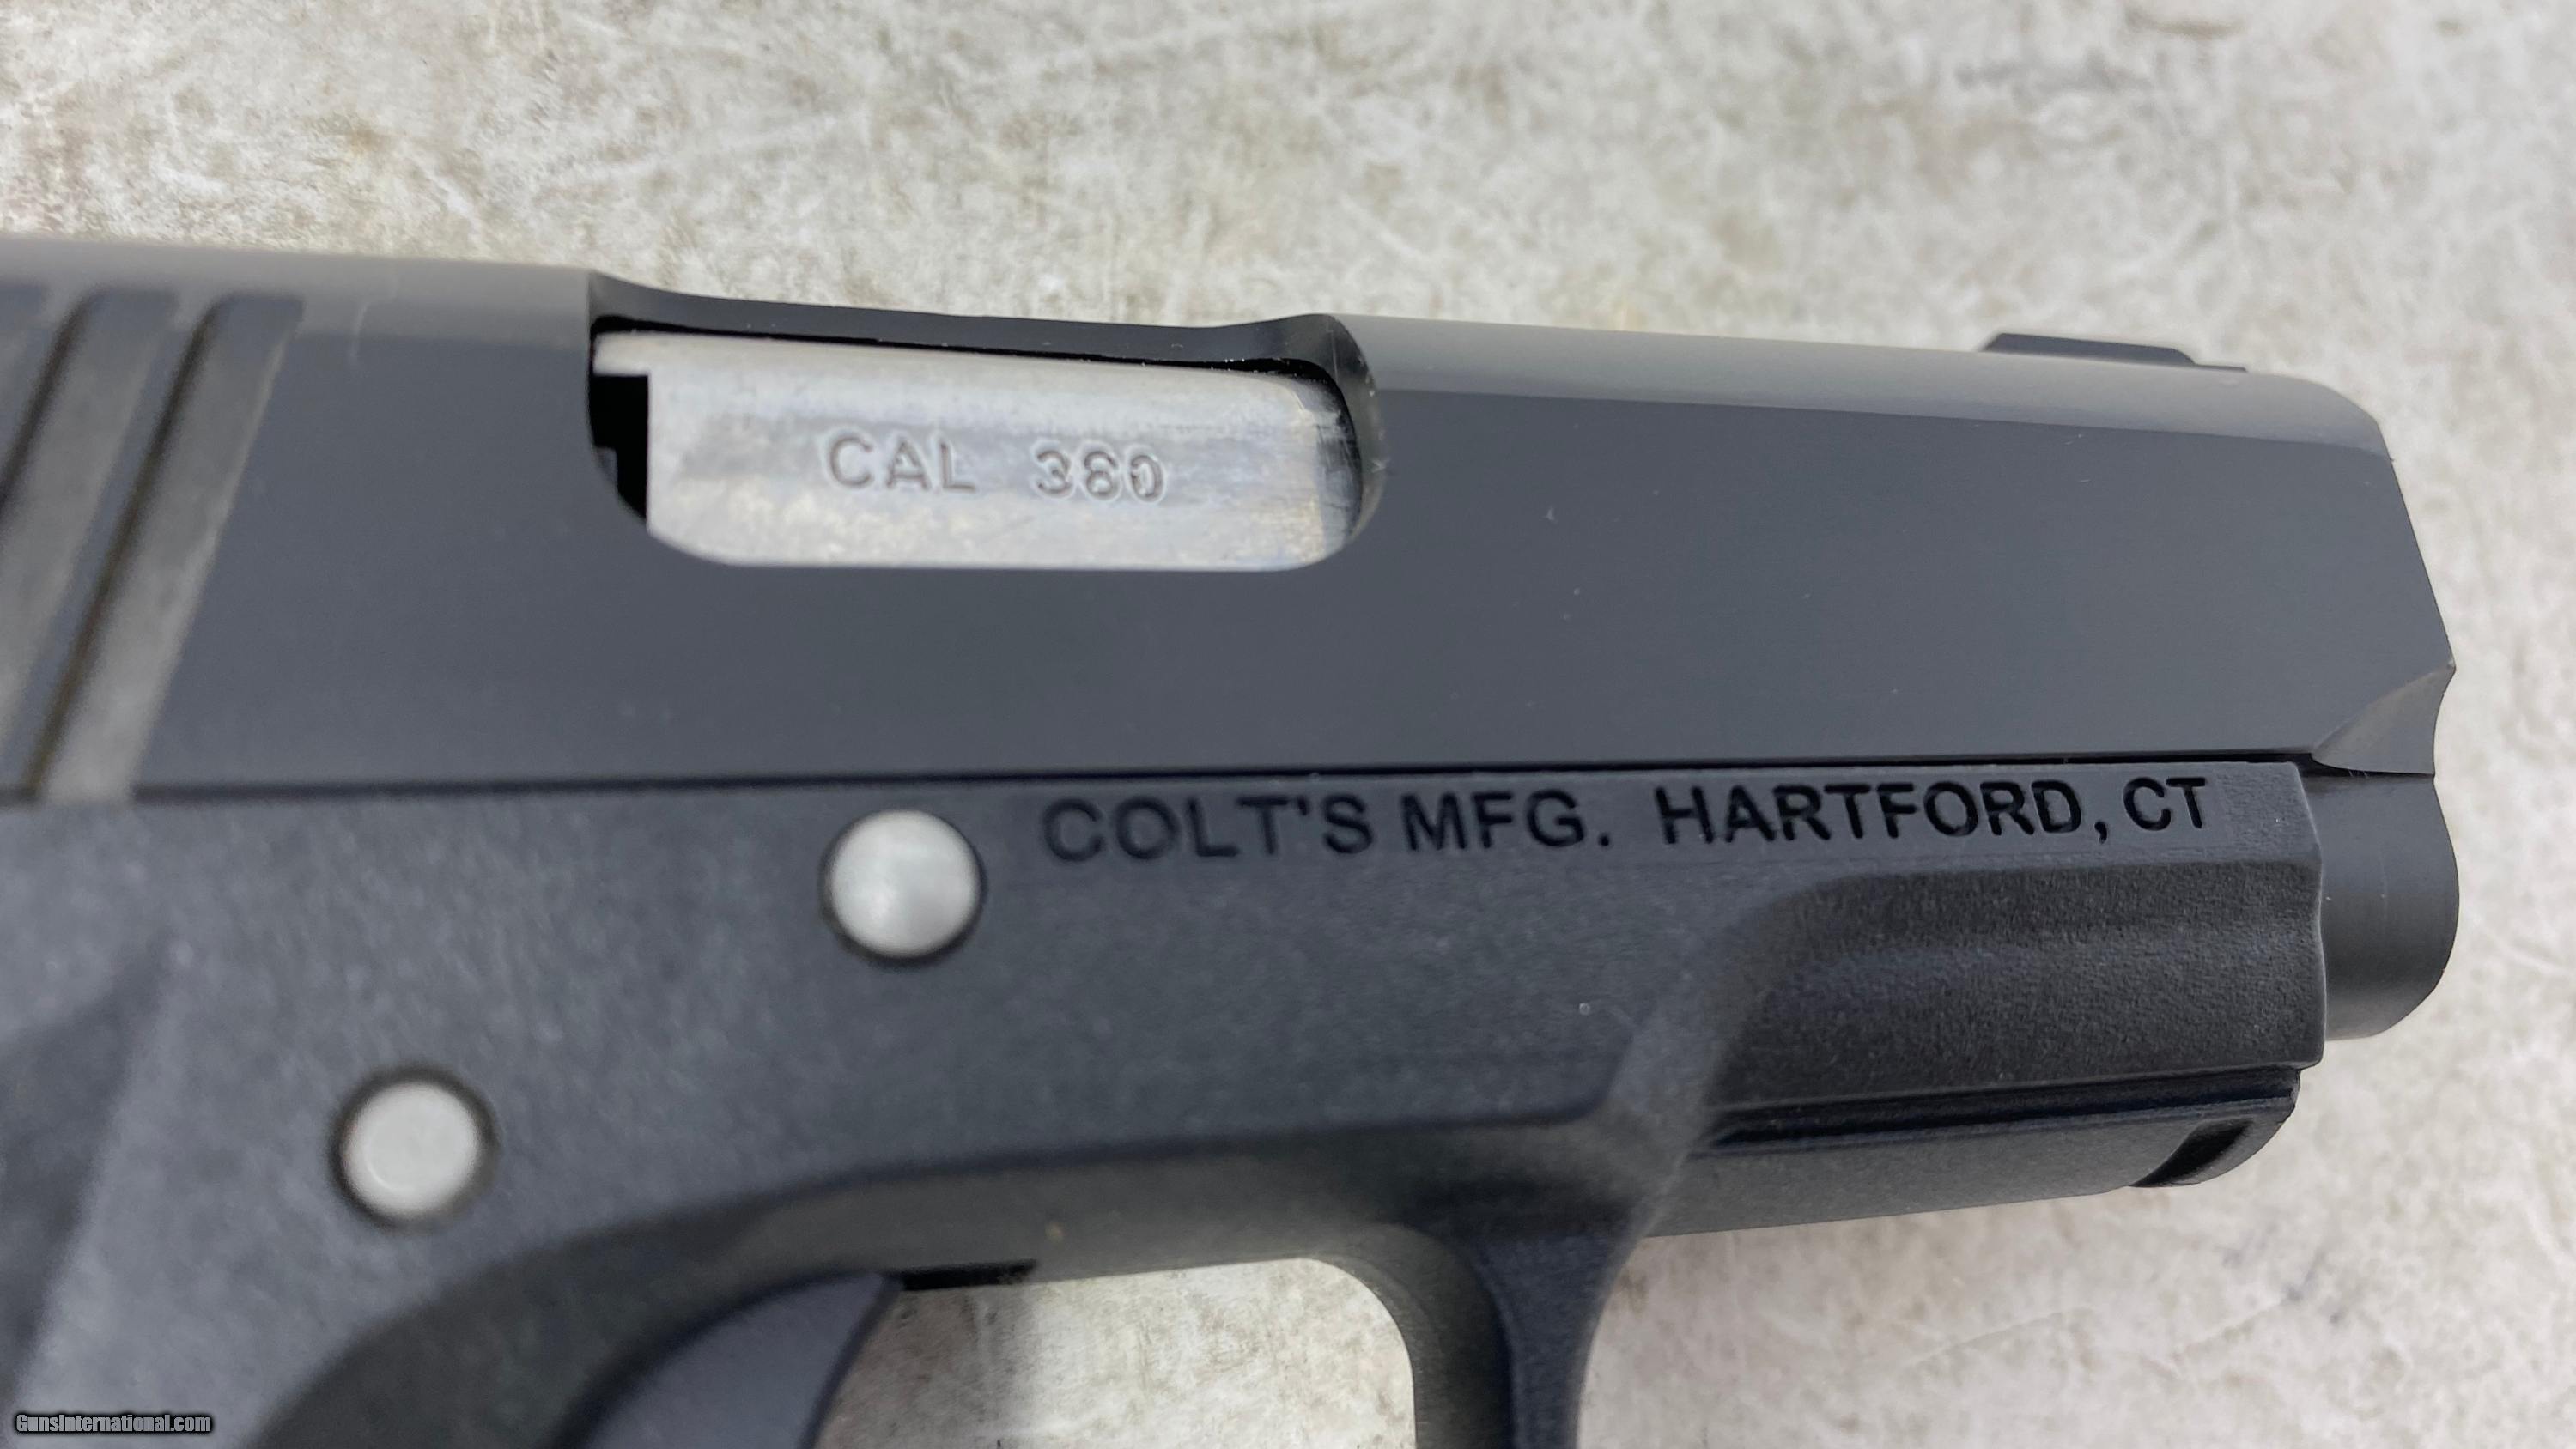 CAL 380
COLT'S MFG. HARTFORD, CT
GunsInternational.com